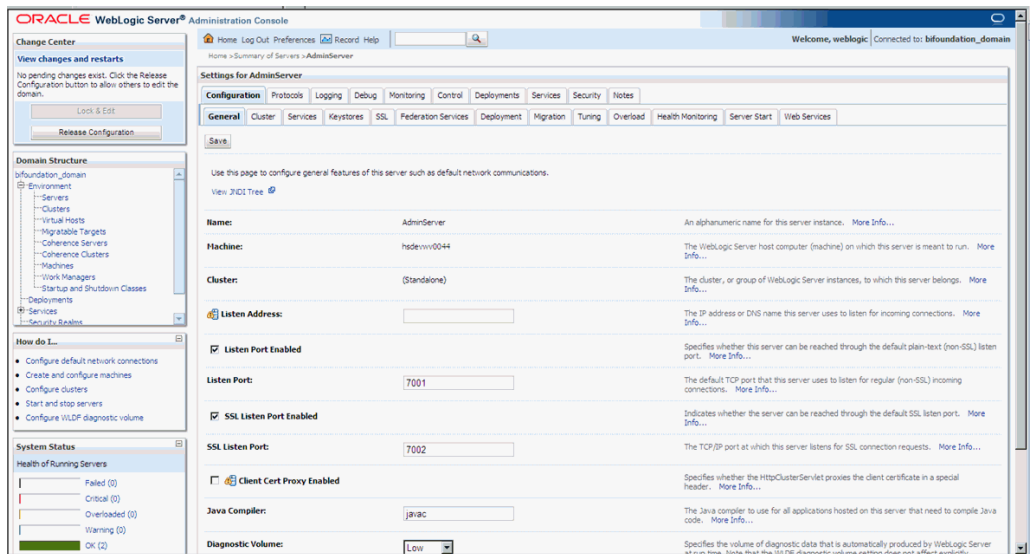 ORACLE WebLogic Server® Administration Console
Change Center
View changes and restarts
No pending changes exist. Click the Release
Configuration button to allow others to edit the
domain.
Lock & Edit
Release Configuration
Domain Structure
bifoundation_domain
Environment
Servers
Clusters
Virtual Hosts
Migratable Targets
Coherence Servers
Coherence Clusters
Machines
Work Managers
Startup and Shutdown Classes
Deployments
Services
Security Realms
How do I...
Configure default network connections
Create and configure machines
Configure clusters
Start and stop servers
Configure WLDF diagnostic volume
System Status
Health of Running Servers
Failed (0)
Critical (0)
Overloaded (0)
Warning (0)
OK (2)
Home Log Out Preferences Record Help
Welcome, weblogic Connected to: bifoundation_domain
Home >Summary of Servers >AdminServer
Settings for AdminServer
Configuration Protocols Logging Debug Monitoring Control Deployments Services Security Notes
General Cluster Services Keystores SSL Federation Services Deployment Migration Tuning Overload Health Monitoring Server Start Web Services
Save
Use this page to configure general features of this server such as default network communications.
View JNDI Tree
Name: AdminServer An alphanumeric name for this server instance. More Info...
Machine: The WebLogic Server host computer (machine) on which this server is meant to run. More
Info...
Cluster: (Standalone) The cluster, or group of WebLogic Server instances, to which this server belongs. More
Info...
Listen Address: The IP address or DNS name this server uses to listen for incoming connections. More
Info...
Listen Port Enabled Specifies whether this server can be reached through the default plain-text (non-SSL) listen
port. More Info...
Listen Port: 7001 The default TCP port that this server uses to listen for regular (non-SSL) incoming
connections. More Info...
SSL Listen Port Enabled Indicates whether the server can be reached through the default SSL listen port. More
Info...
SSL Listen Port: 7002 The TCP/IP port at which this server listens for SSL connection requests. More Info...
Client Cert Proxy Enabled Specifies whether the HttpClusterServlet proxies the client certificate in a special
header. More Info...
Java Compiler: javac The Java compiler to use for all applications hosted on this server that need to compile Java
code. More Info...
Diagnostic Volume: Low Specifies the volume of diagnostic data that is automatically produced by WebLogic Server
at run time. Note that the WLDF diagnostic volume setting does not affect explicitly